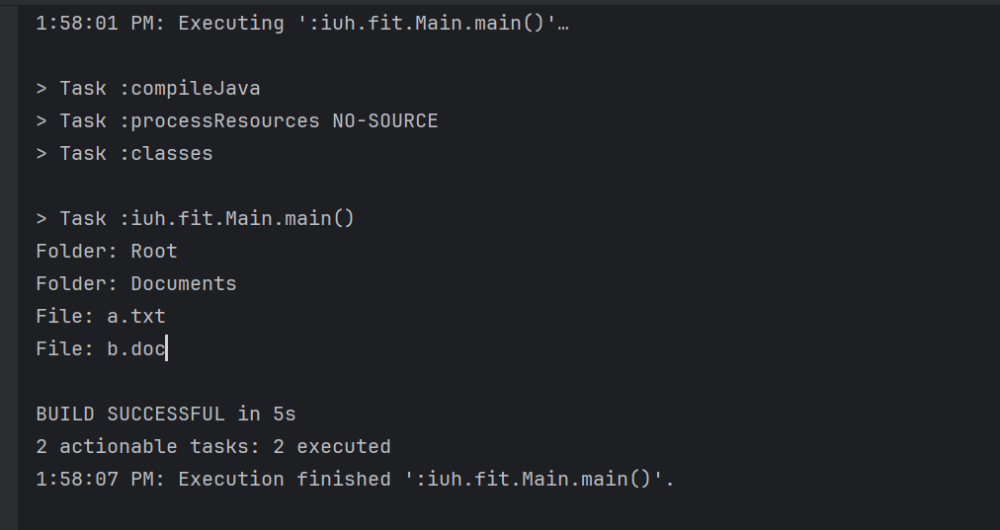 1:58:01 PM: Executing ':iuh.fit.Main.main()'…
> Task :compileJava
> Task :processResources NO-SOURCE
> Task :classes
> Task :iuh.fit.Main.main()
Folder: Root
Folder: Documents
File: a.txt
File: b.doc
BUILD SUCCESSFUL in 5s
2 actionable tasks: 2 executed
1:58:07 PM: Execution finished ':iuh.fit.Main.main()'.